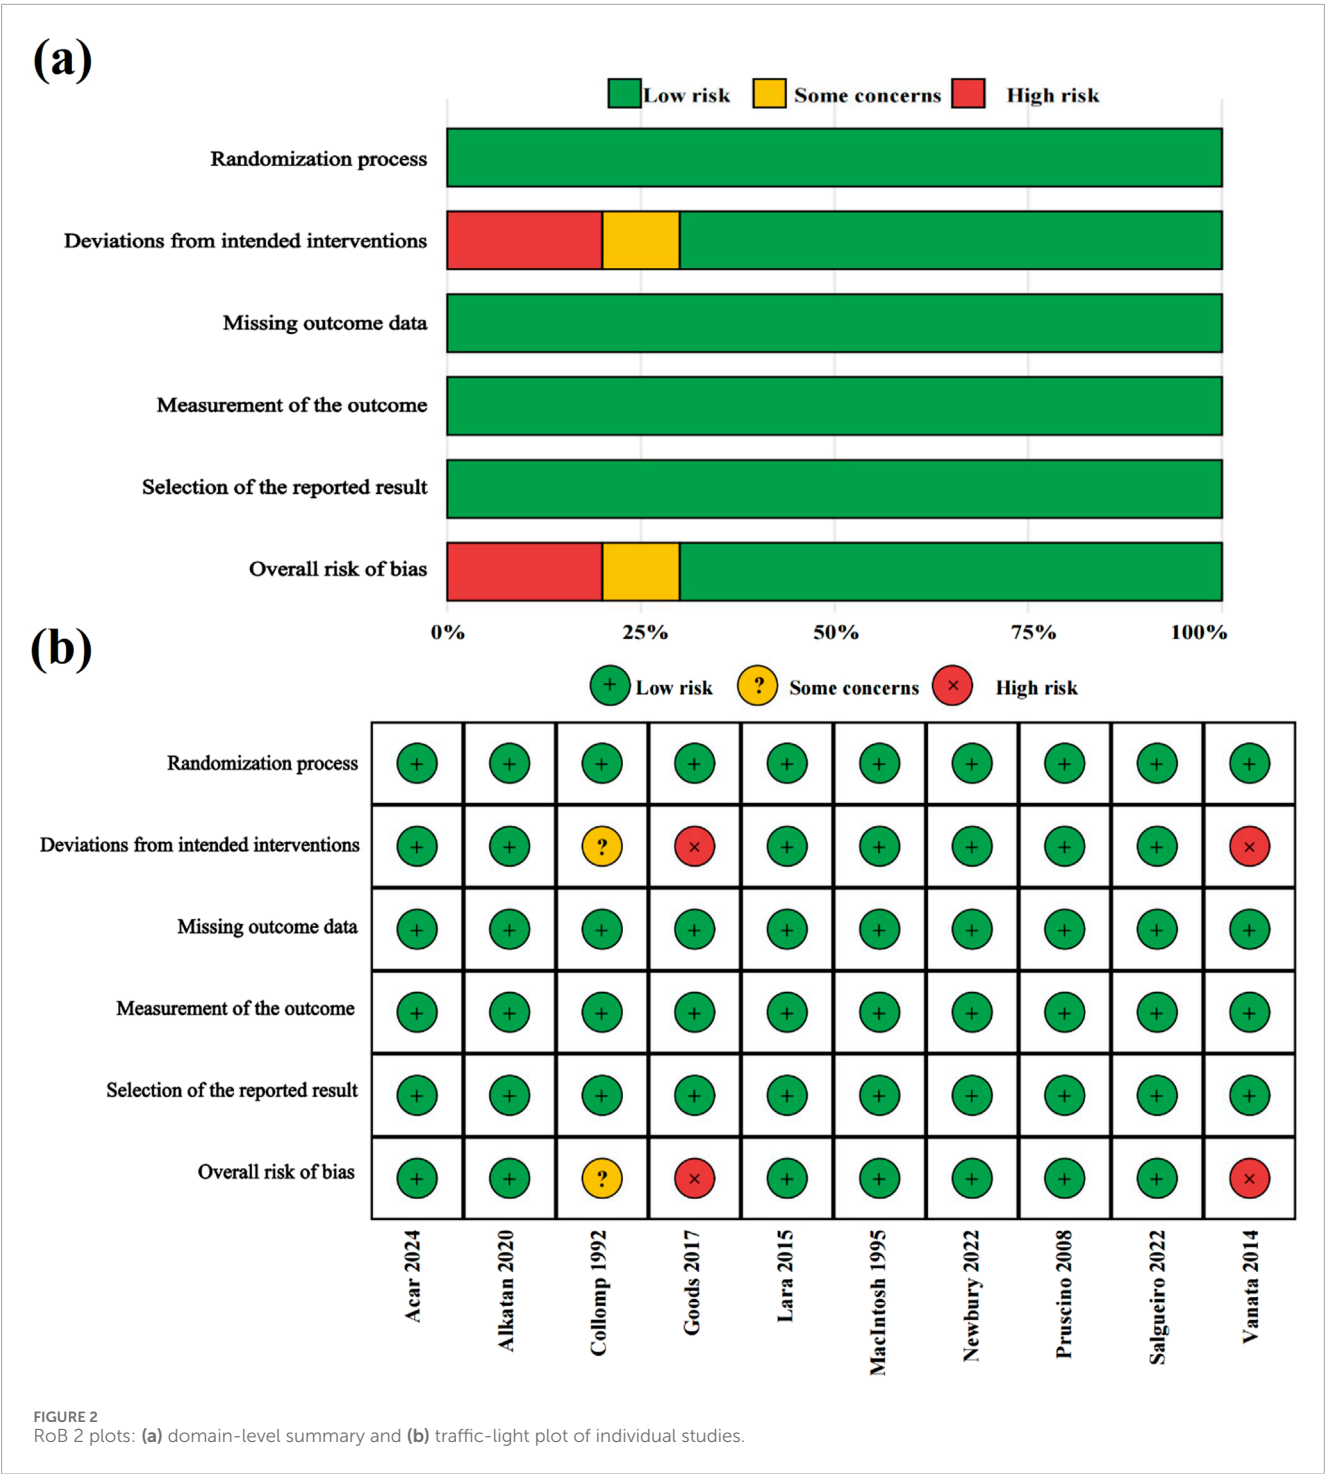 (a)
Low risk Some concerns High risk
Randomization process
Deviations from intended interventions
Missing outcome data
Measurement of the outcome
Selection of the reported result
Overall risk of bias
0% 25% 50% 75% 100%
(b)
+ Low risk ? Some concerns × High risk
Randomization process + + + + + + + + + +
Deviations from intended interventions + + ? × + + + + + ×
Missing outcome data + + + + + + + + + +
Measurement of the outcome + + + + + + + + + +
Selection of the reported result + + + + + + + + + +
Overall risk of bias + + ? × + + + + + ×
Acar 2024
Alkatan 2020
Collomp 1992
Goods 2017
Lara 2015
MacIntosh 1995
Newbury 2022
Pruscino 2008
Salgueiro 2022
Vanata 2014
FIGURE 2
RoB 2 plots: (a) domain-level summary and (b) traffic-light plot of individual studies.